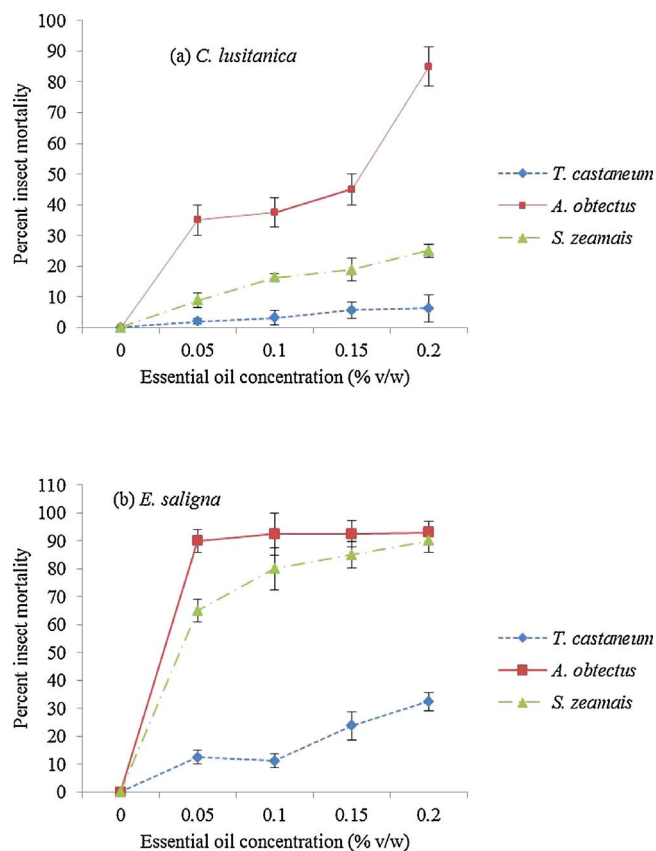 100
90
80
70
60
50
40
30
20
10
0
Percent insect mortality
(a) C. lusitanica
T. castaneum
A. obtectus
S. zeamais
0 0.05 0.1 0.15 0.2
Essential oil concentration (% v/w)
110
100
90
80
70
60
50
40
30
20
10
0
Percent insect mortality
(b) E. saligna
T. castaneum
A. obtectus
S. zeamais
0 0.05 0.1 0.15 0.2
Essential oil concentration (% v/w)